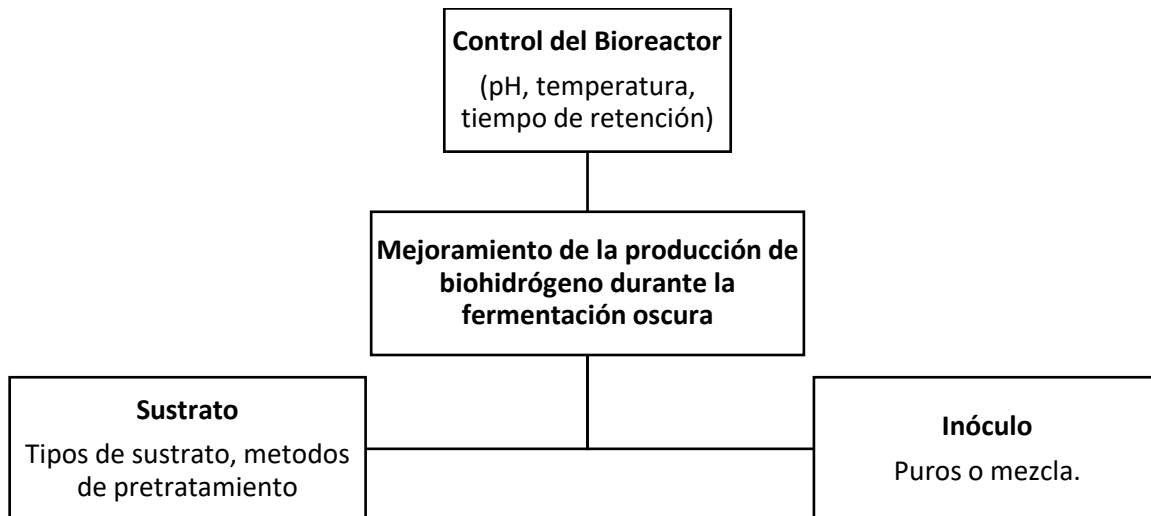 Control del Bioreactor
(pH, temperatura,
tiempo de retención)
Mejoramiento de la producción de
biohidrógeno durante la
fermentación oscura
Sustrato
Tipos de sustrato, metodos
de pretratamiento
Inóculo
Puros o mezcla.